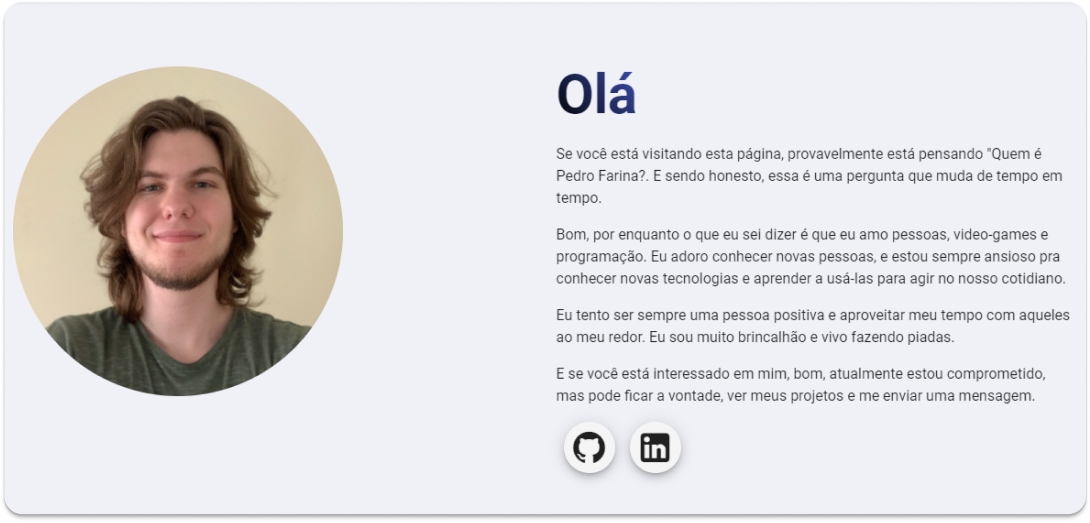 Olá
Se você está visitando esta página, provavelmente está pensando "Quem é
Pedro Farina?. E sendo honesto, essa é uma pergunta que muda de tempo em
tempo.
Bom, por enquanto o que eu sei dizer é que eu amo pessoas, video-games e
programação. Eu adoro conhecer novas pessoas, e estou sempre ansioso pra
conhecer novas tecnologias e aprender a usá-las para agir no nosso cotidiano.
Eu tento ser sempre uma pessoa positiva e aproveitar meu tempo com aqueles
ao meu redor. Eu sou muito brincalhão e vivo fazendo piadas.
E se você está interessado em mim, bom, atualmente estou comprometido,
mas pode ficar a vontade, ver meus projetos e me enviar uma mensagem.
in